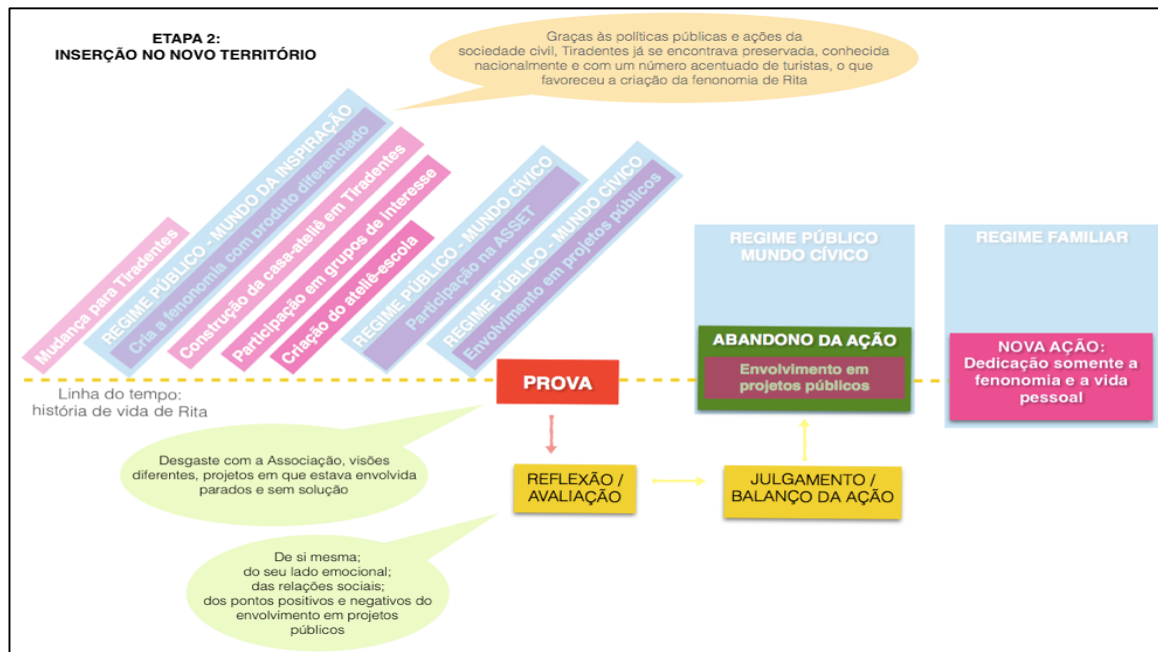 ETAPA 2:
INSERÇÃO NO NOVO TERRITÓRIO
Graças às políticas públicas e ações da
sociedade civil, Tiradentes já se encontrava preservada, conhecida
nacionalmente e com um número acentuado de turistas, o que
favoreceu a criação da fenonomia de Rita
Mudança para Tiradentes
REGIME PÚBLICO - MUNDO DA INSPIRAÇÃO
Cria a fenonomia com produto diferenciado
Construção da casa-ateliê em Tiradentes
Participação em grupos de interesse
Criação do ateliê-escola
REGIME PÚBLICO - MUNDO CÍVICO
Participação na ASSET
REGIME PÚBLICO - MUNDO CÍVICO
Envolvimento em projetos públicos
REGIME PÚBLICO
MUNDO CÍVICO
ABANDONO DA AÇÃO
Envolvimento em
projetos públicos
REGIME FAMILIAR
NOVA AÇÃO:
Dedicação somente a
fenonomia e a vida
pessoal
PROVA
Linha do tempo:
história de vida de Rita
Desgaste com a Associação, visões
diferentes, projetos em que estava envolvida
parados e sem solução
REFLEXÃO /
AVALIAÇÃO
JULGAMENTO /
BALANÇO DA AÇÃO
De si mesma;
do seu lado emocional;
das relações sociais;
dos pontos positivos e negativos do
envolvimento em projetos
públicos